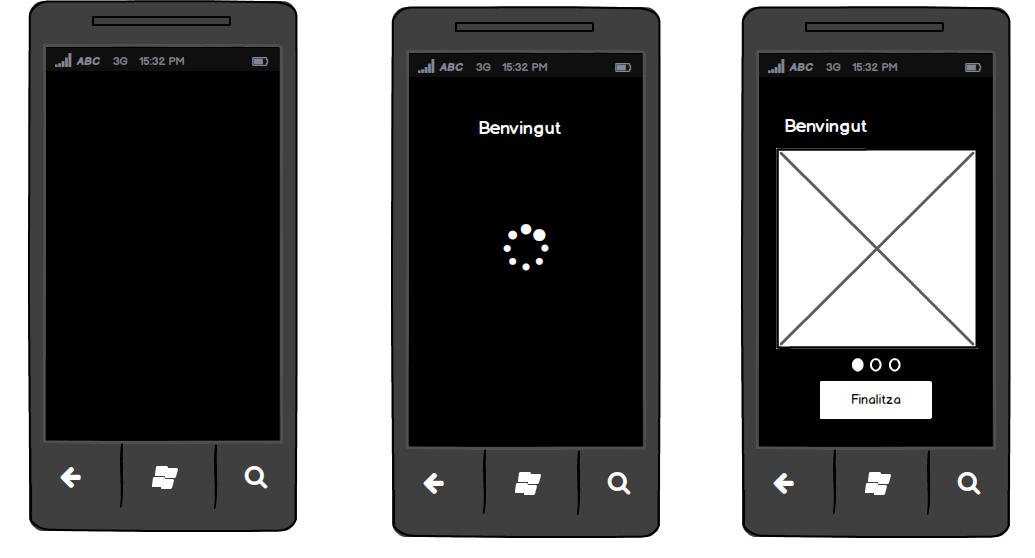 ABC 3G 15:32 PM
ABC 3G 15:32 PM
Benvingut
ABC 3G 15:32 PM
Benvingut
Finalitza